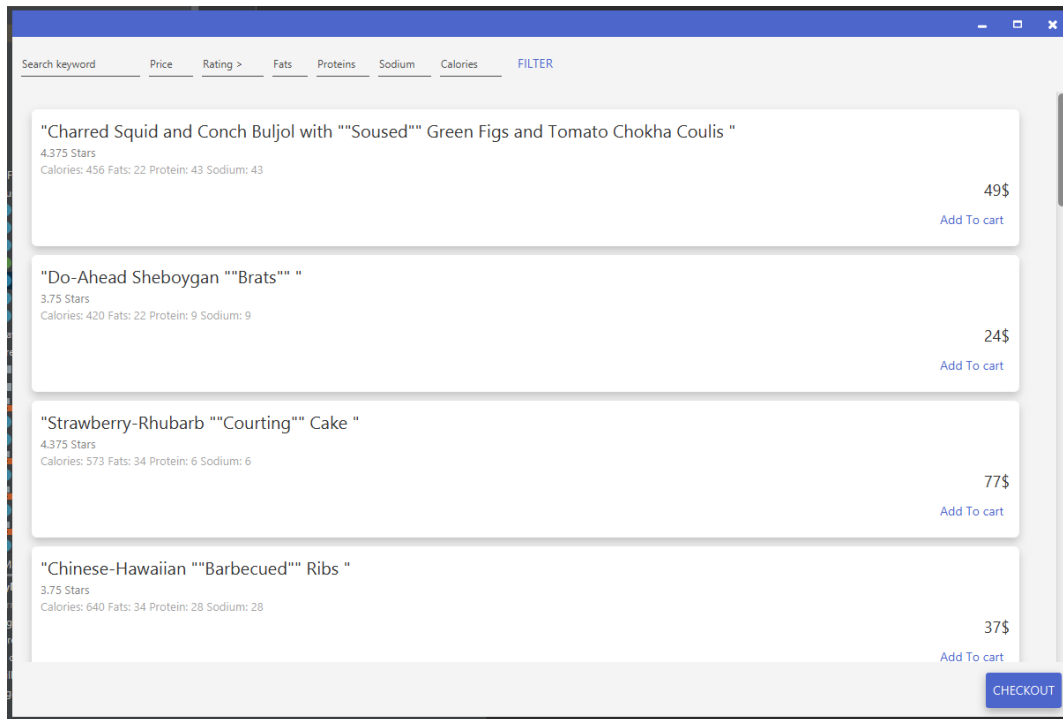 Search keyword Price Rating > Fats Proteins Sodium Calories FILTER
"Charred Squid and Conch Buljol with ""Soused"" Green Figs and Tomato Chokha Coulis "
4.375 Stars
Calories: 456 Fats: 22 Protein: 43 Sodium: 43
49$
Add To cart
"Do-Ahead Sheboygan ""Brats"" "
3.75 Stars
Calories: 420 Fats: 22 Protein: 9 Sodium: 9
24$
Add To cart
"Strawberry-Rhubarb ""Courting"" Cake "
4.375 Stars
Calories: 573 Fats: 34 Protein: 6 Sodium: 6
77$
Add To cart
"Chinese-Hawaiian ""Barbecued"" Ribs "
3.75 Stars
Calories: 640 Fats: 34 Protein: 28 Sodium: 28
37$
Add To cart
CHECKOUT